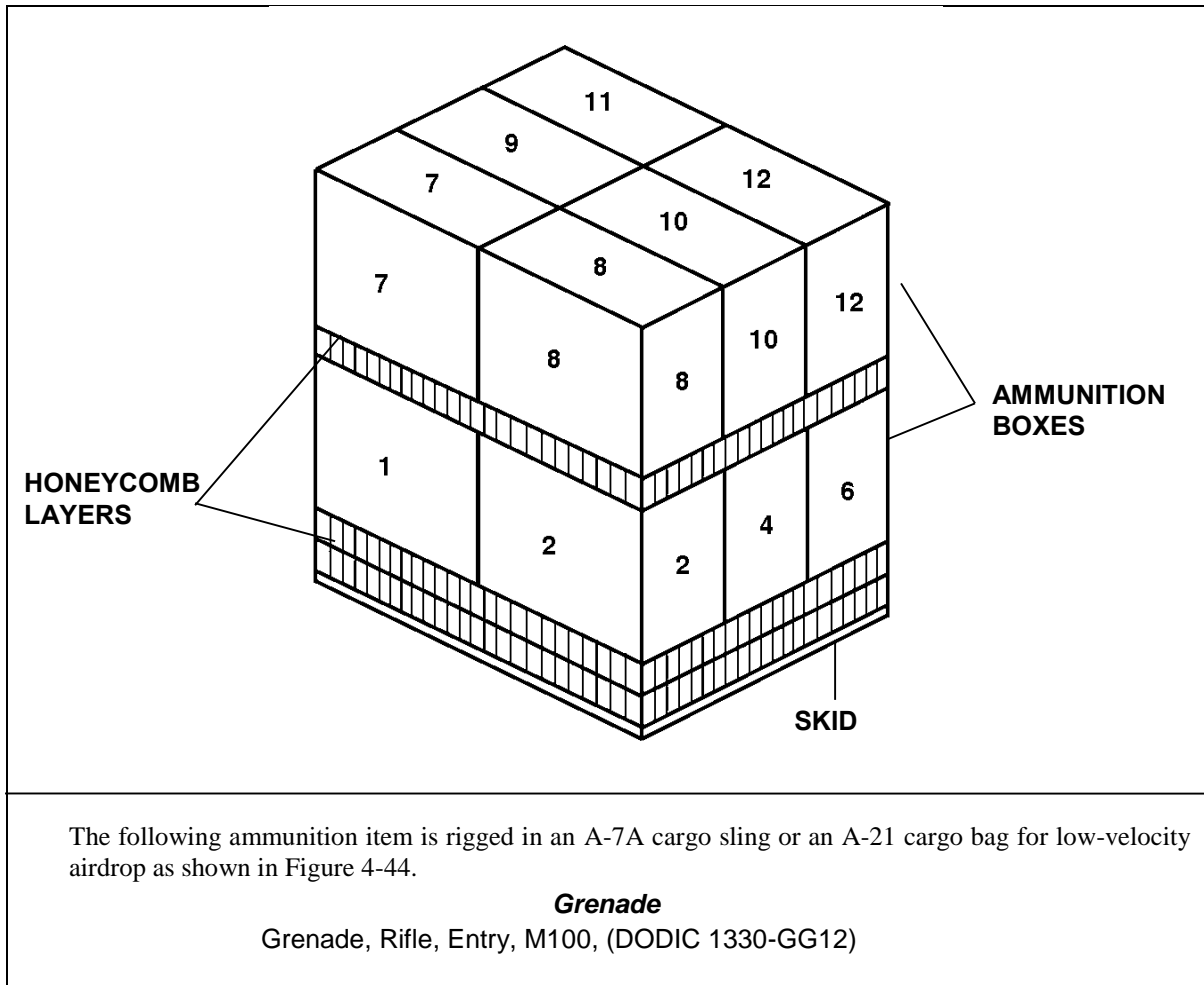 11
9
12
7
10
8
7
12
10
8
8
AMMUNITION
BOXES
1
6
HONEYCOMB
LAYERS
4
2
2
SKID
The following ammunition item is rigged in an A-7A cargo sling or an A-21 cargo bag for low-velocity
airdrop as shown in Figure 4-44.
Grenade
Grenade, Rifle, Entry, M100, (DODIC 1330-GG12)